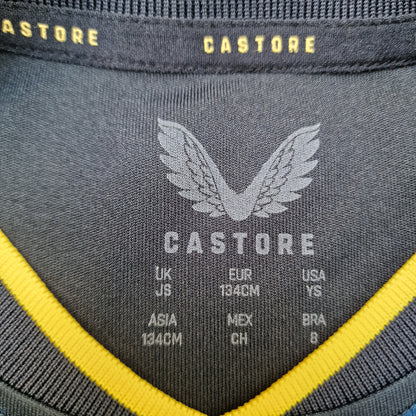 CASTORE CASTORE
CASTORE
UK EUR USA
JS 134CM YS
ASIA MEX BRA
134CM CH 8